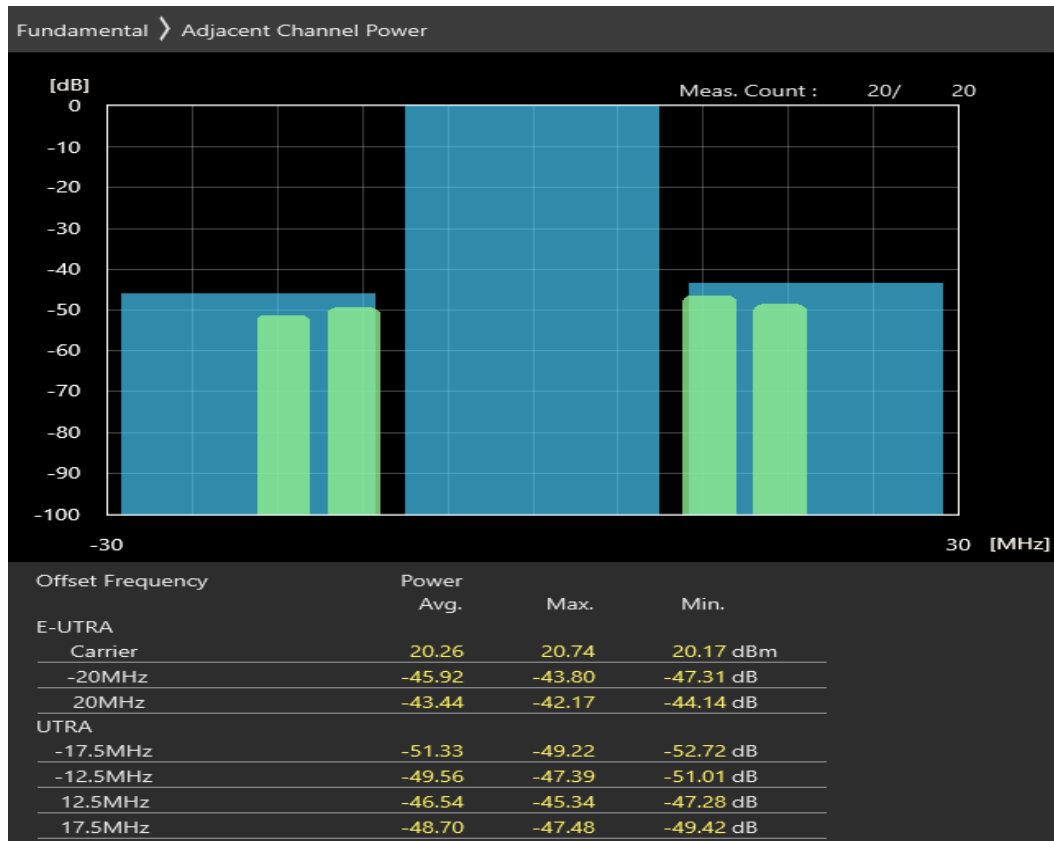 Fundamental 》 Adjacent Channel Power
[dB] Meas. Count : 20/ 20
0
-10
-20
-30
-40
-50
-60
-70
-80
-90
-100
-30 30 [MHz]
Offset Frequency Power
Avg. Max. Min.
E-UTRA
Carrier 20.26 20.74 20.17 dBm
-20MHz -45.92 -43.80 -47.31 dB
20MHz -43.44 -42.17 -44.14 dB
UTRA
-17.5MHz -51.33 -49.22 -52.72 dB
-12.5MHz -49.56 -47.39 -51.01 dB
12.5MHz -46.54 -45.34 -47.28 dB
17.5MHz -48.70 -47.48 -49.42 dB